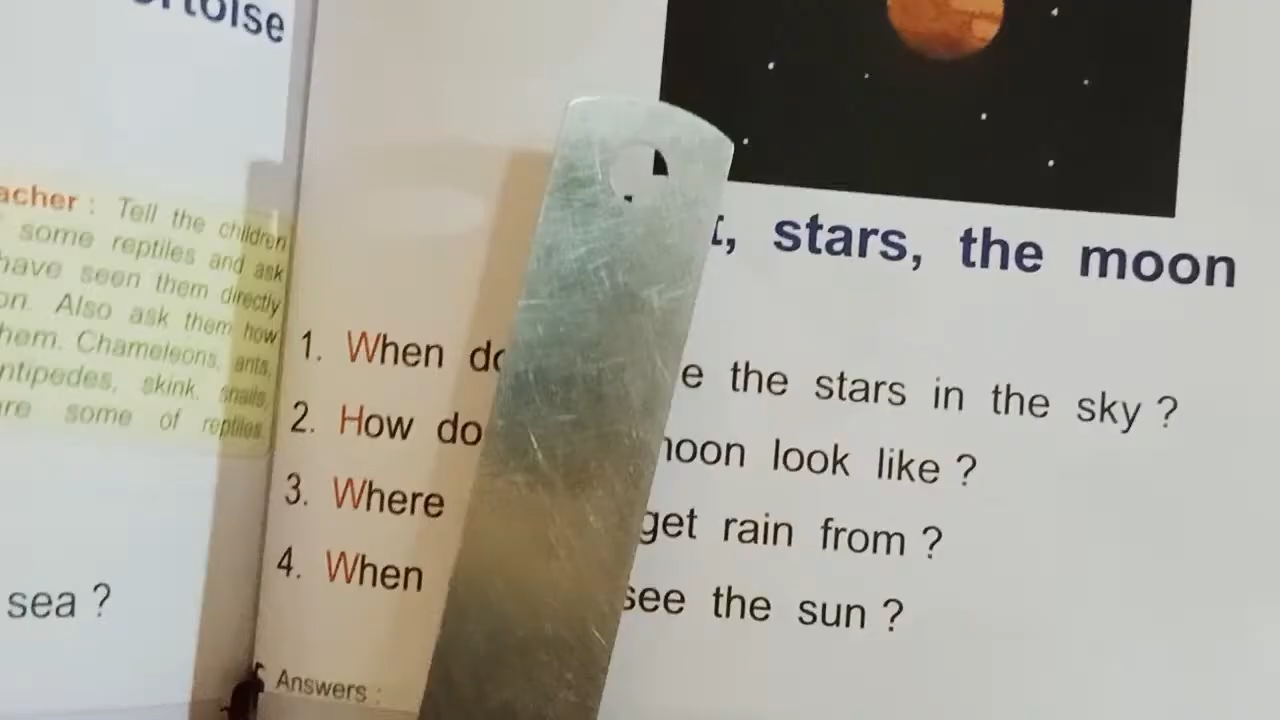 acher : Tell the children
some reptiles and ask
have seen them directly
on. Also ask them how
hem. Chameleons, ants,
ntipedes, skink, snails,
are some of reptiles.
sea ?
, stars, the moon
1. When do e the stars in the sky ?
2. How do moon look like ?
3. Where get rain from ?
4. When see the sun ?
Answers :